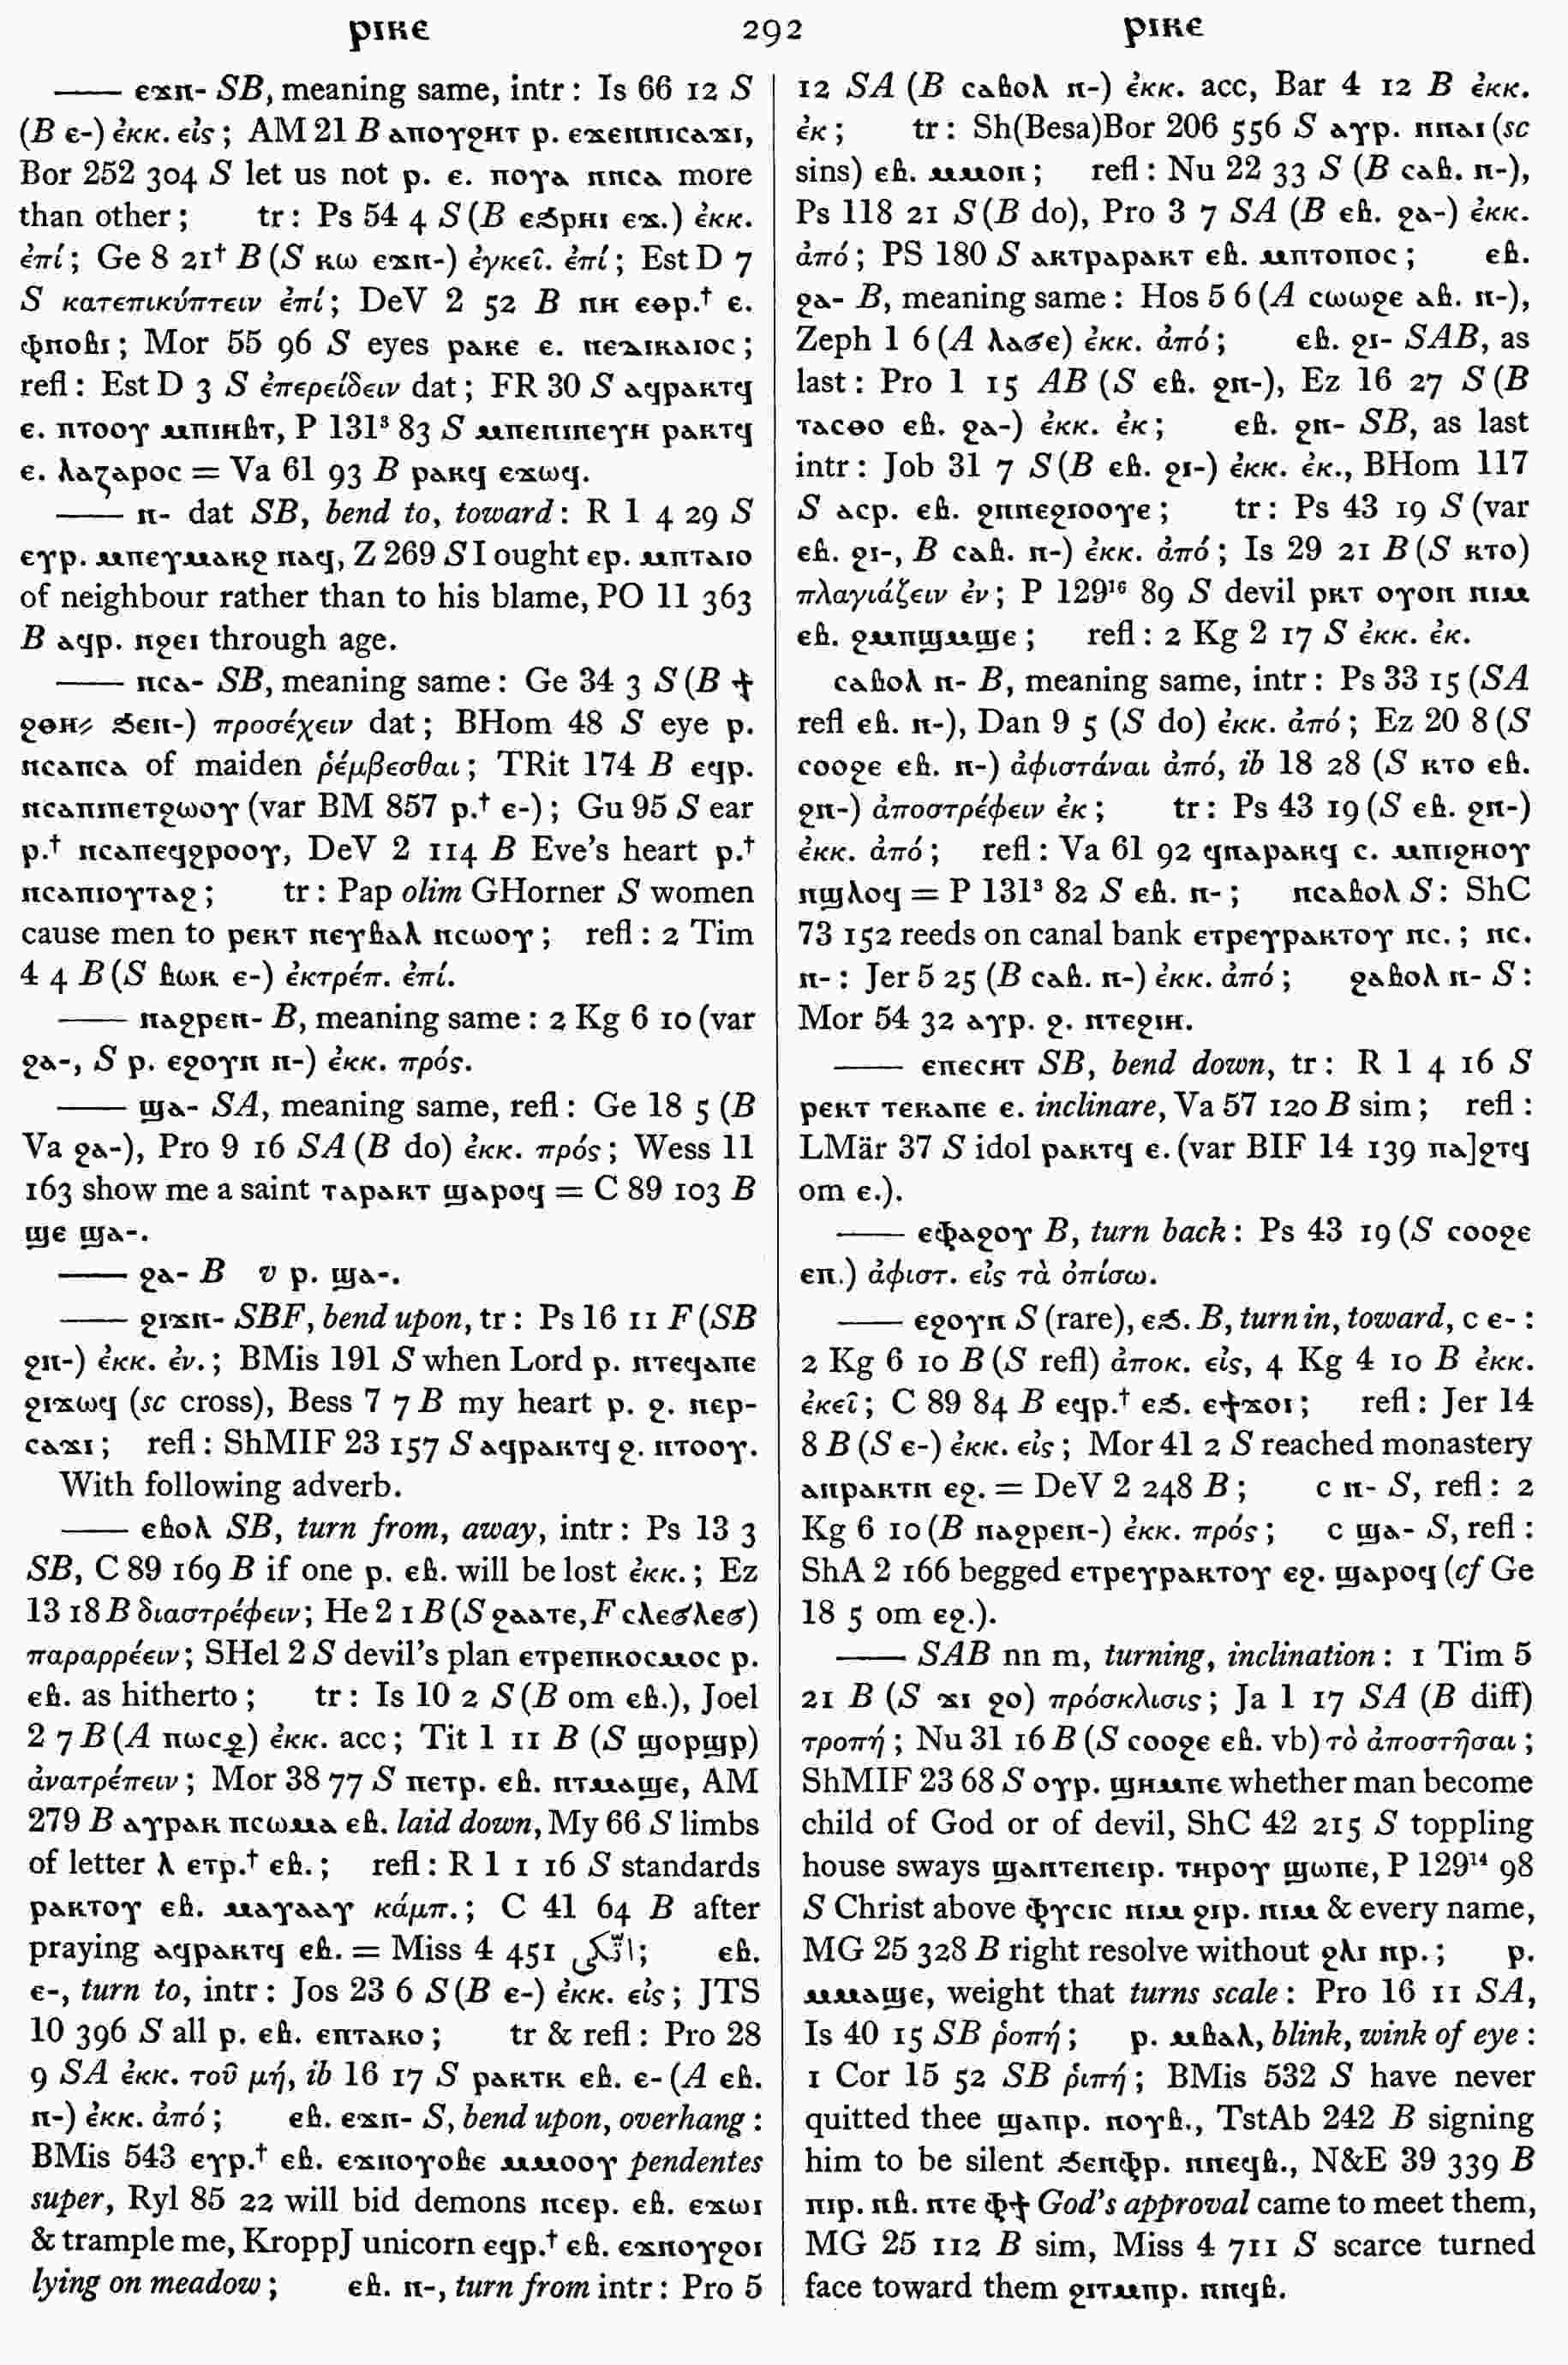 ⲣⲓⲕⲉ 292 ⲣⲓⲕⲉ
—— ⲉϫⲛ- SB, meaning same, intr: Is 66 12 S
(B ⲉ-) ἐκκ. εἰς; AM 21 B ⲁⲡⲟⲩϩⲏⲧ ⲣ. ⲉϫⲉⲛⲛⲓⲥⲁϫⲓ,
Bor 252 304 S let us not ⲣ. ⲉ. ⲡⲟⲩⲁ ⲛⲛⲥⲁ more
than other; tr: Ps 54 4 S (B ⲉϧⲣⲏⲓ ⲉϫ.) ἐκκ.
ἐπί; Ge 8 21† B (S ⲕⲱ ⲉϫⲛ-) ἐγκεῖ. ἐπί; Est D 7
S κατεπικύπτειν ἐπί; DeV 2 52 B ⲛⲏ ⲉⲑⲣ.† ⲉ.
ⲫⲛⲟⲃⲓ; Mor 55 96 S eyes ⲣⲁⲕⲉ ⲉ. ⲡⲉⲇⲓⲕⲁⲓⲟⲥ;
refl: Est D 3 S ἐπερείδειν dat; FR 30 S ⲁϥⲣⲁⲕⲧϥ
ⲉ. ⲡⲧⲟⲟⲩ ⲙⲡⲓⲏⲃⲧ, P 131³ 83 S ⲙⲡⲉⲛⲓⲛⲉⲩⲏ ⲣⲁⲕⲧϥ
ⲉ. ⲗⲁⲍⲁⲣⲟⲥ = Va 61 93 B ⲣⲁⲕϥ ⲉϫⲱϥ.
—— ⲛ- dat SB, bend to, toward: R 1 4 29 S
ⲉⲩⲣ. ⲙⲡⲉⲩⲙⲁⲕϩ ⲛⲁϥ, Z 269 S I ought ⲉⲣ. ⲙⲡⲧⲁⲓⲟ
of neighbour rather than to his blame, PO 11 363
B ⲁϥⲣ. ⲛϩⲉⲓ through age.
—— ⲛⲥⲁ- SB, meaning same: Ge 34 3 S (B ϯ
ϩⲑⲏ⸗ ϧⲉⲛ-) προσέχειν dat; BHom 48 S eye ⲣ.
ⲛⲥⲁⲡⲥⲁ of maiden ῥέμβεσθαι; TRit 174 B ⲉϥⲣ.
ⲛⲥⲁⲛⲓⲡⲉⲧϩⲱⲟⲩ (var BM 857 ⲣ.† ⲉ-); Gu 95 S ear
ⲣ.† ⲛⲥⲁⲡⲉϥϩⲣⲟⲟⲩ, DeV 2 114 B Eve's heart ⲣ.†
ⲛⲥⲁⲡⲓⲟⲩⲧⲁϩ; tr: Pap olim GHorner S women
cause men to ⲣⲉⲕⲧ ⲛⲉⲩⲃⲁⲗ ⲛⲥⲱⲟⲩ; refl: 2 Tim
4 4 B (S ⲃⲱⲕ ⲉ-) ἐκτρέπ. ἐπί.
—— ⲛⲁϩⲣⲉⲛ- B, meaning same: 2 Kg 6 10 (var
ϩⲁ-, S ⲣ. ⲉϩⲟⲩⲛ ⲛ-) ἐκκ. πρός.
—— ϣⲁ- SA, meaning same, refl: Ge 18 5 (B
Va ϩⲁ-), Pro 9 16 SA (B do) ἐκκ. πρός; Wess 11
163 show me a saint ⲧⲁⲣⲁⲕⲧ ϣⲁⲣⲟϥ = C 89 103 B
ϣⲉ ϣⲁ-.
—— ϩⲁ- B v ⲣ. ϣⲁ-.
—— ϩⲓϫⲛ- SBF, bend upon, tr: Ps 16 11 F (SB
ϩⲛ-) ἐκκ. ἐν.; BMis 191 S when Lord ⲣ. ⲛⲧⲉϥⲁⲡⲉ
ϩⲓϫⲱϥ (sc cross), Bess 7 7 B my heart ⲣ. ϩ. ⲛⲉⲣ-
ⲥⲁϫⲓ; refl: ShMIF 23 157 S ⲁϥⲣⲁⲕⲧϥ ϩ. ⲡⲧⲟⲟⲩ.
With following adverb.
—— ⲉⲃⲟⲗ SB, turn from, away, intr: Ps 13 3
SB, C 89 169 B if one ⲣ. ⲉⲃ. will be lost ἐκκ.; Ez
13 18 B διαστρέφειν; He 2 1 B (S ϩⲁⲁⲧⲉ, F ⲥⲗⲉϭⲗⲉϭ)
παραρρέειν; SHel 2 S devil's plan ⲉⲧⲣⲉⲡⲕⲟⲥⲙⲟⲥ ⲣ.
ⲉⲃ. as hitherto; tr: Is 10 2 S (B om ⲉⲃ.), Joel
2 7 B (A ⲡⲱⲥϩ) ἐκκ. acc; Tit 1 11 B (S ϣⲟⲣϣⲣ)
ἀνατρέπειν; Mor 38 77 S ⲡⲉⲧⲣ. ⲉⲃ. ⲛⲧⲙⲁϣⲉ, AM
279 B ⲁⲩⲣⲁⲕ ⲡⲥⲱⲙⲁ ⲉⲃ. laid down, My 66 S limbs
of letter ⲗ ⲉⲧⲣ.† ⲉⲃ.; refl: R 1 1 16 S standards
ⲣⲁⲕⲧⲟⲩ ⲉⲃ. ⲙⲁⲩⲁⲁⲩ κάμπ.; C 41 64 B after
praying ⲁϥⲣⲁⲕⲧϥ ⲉⲃ. = Miss 4 451 اتكئ; ⲉⲃ.
ⲉ-, turn to, intr: Jos 23 6 S (B ⲉ-) ἐκκ. εἰς; JTS
10 396 S all ⲣ. ⲉⲃ. ⲉⲡⲧⲁⲕⲟ; tr & refl: Pro 28
9 SA ἐκκ. τοῦ μή, ib 16 17 S ⲣⲁⲕⲧⲕ ⲉⲃ. ⲉ- (A ⲉⲃ.
ⲛ-) ἐκκ. ἀπό; ⲉⲃ. ⲉϫⲛ- S, bend upon, overhang:
BMis 543 ⲉⲩⲣ.† ⲉⲃ. ⲉϫⲛⲟⲩⲟⲃⲉ ⲙⲙⲟⲟⲩ pendentes
super, Ryl 85 22 will bid demons ⲛⲥⲉⲣ. ⲉⲃ. ⲉϫⲱⲓ
& trample me, KroppJ unicorn ⲉϥⲣ.† ⲉⲃ. ⲉϫⲛⲟⲩϩⲟⲓ
lying on meadow; ⲉⲃ. ⲛ-, turn from intr: Pro 5
12 SA (B ⲥⲁⲃⲟⲗ ⲛ-) ἐκκ. acc, Bar 4 12 B ἐκκ.
ἐκ; tr: Sh(Besa)Bor 206 556 S ⲁⲩⲣ. ⲛⲛⲁⲓ (sc
sins) ⲉⲃ. ⲙⲙⲟⲛ; refl: Nu 22 33 S (B ⲥⲁⲃ. ⲛ-),
Ps 118 21 S (B do), Pro 3 7 SA (B ⲉⲃ. ϩⲁ-) ἐκκ.
ἀπό; PS 180 S ⲁⲕⲧⲣⲁⲣⲁⲕⲧ ⲉⲃ. ⲙⲡⲧⲟⲡⲟⲥ; ⲉⲃ.
ϩⲁ- B, meaning same: Hos 5 6 (A ⲥⲱⲱϩⲉ ⲁⲃ. ⲛ-),
Zeph 1 6 (A ⲗⲁϭⲉ) ἐκκ. ἀπό; ⲉⲃ. ϩⲓ- SAB, as
last: Pro 1 15 AB (S ⲉⲃ. ϩⲛ-), Ez 16 27 S (B
ⲧⲁⲥⲑⲟ ⲉⲃ. ϩⲁ-) ἐκκ. ἐκ; ⲉⲃ. ϩⲛ- SB, as last
intr: Job 31 7 S (B ⲉⲃ. ϩⲓ-) ἐκκ. ἐκ., BHom 117
S ⲁⲥⲣ. ⲉⲃ. ϩⲛⲛⲉϩⲓⲟⲟⲩⲉ; tr: Ps 43 19 S (var
ⲉⲃ. ϩⲓ-, B ⲥⲁⲃ. ⲛ-) ἐκκ. ἀπό; Is 29 21 B (S ⲕⲧⲟ)
πλαγιάζειν ἐν; P 129¹⁶ 89 S devil ⲣⲕⲧ ⲟⲩⲟⲛ ⲛⲓⲙ
ⲉⲃ. ϩⲙⲡϣⲙϣⲉ; refl: 2 Kg 2 17 S ἐκκ. ἐκ.
ⲥⲁⲃⲟⲗ ⲛ- B, meaning same, intr: Ps 33 15 (SA
refl ⲉⲃ. ⲛ-), Dan 9 5 (S do) ἐκκ. ἀπό; Ez 20 8 (S
ⲥⲟⲟϩⲉ ⲉⲃ. ⲛ-) ἀφιστάναι ἀπό, ib 18 28 (S ⲕⲧⲟ ⲉⲃ.
ϩⲛ-) ἀποστρέφειν ἐκ; tr: Ps 43 19 (S ⲉⲃ. ϩⲛ-)
ἐκκ. ἀπό; refl: Va 61 92 ϥⲛⲁⲣⲁⲕϥ ⲥ. ⲙⲡⲓϩⲏⲟⲩ
ⲛϣⲗⲟϥ = P 131³ 82 S ⲉⲃ. ⲛ-; ⲛⲥⲁⲃⲟⲗ S: ShC
73 152 reeds on canal bank ⲉⲧⲣⲉⲩⲣⲁⲕⲧⲟⲩ ⲛⲥ.; ⲛⲥ.
ⲛ-: Jer 5 25 (B ⲥⲁⲃ. ⲛ-) ἐκκ. ἀπό; ϩⲁⲃⲟⲗ ⲛ- S:
Mor 54 32 ⲁⲩⲣ. ϩ. ⲛⲧⲉϩⲓⲏ.
—— ⲉⲡⲉⲥⲏⲧ SB, bend down, tr: R 1 4 16 S
ⲣⲉⲕⲧ ⲧⲉⲕⲁⲡⲉ ⲉ. inclinare, Va 57 120 B sim; refl:
LMär 37 S idol ⲣⲁⲕⲧϥ ⲉ. (var BIF 14 139 ⲡⲁ]ϩⲧϥ
om ⲉ.).
—— ⲉⲫⲁϩⲟⲩ B, turn back: Ps 43 19 (S ⲥⲟⲟϩⲉ
ⲉⲡ.) ἀφιστ. εἰς τὰ ὀπίσω.
—— ⲉϩⲟⲩⲛ S (rare), ⲉϧ. B, turn in, toward, c ⲉ-:
2 Kg 6 10 B (S refl) ἀποκ. εἰς, 4 Kg 4 10 B ἐκκ.
ἐκεῖ; C 89 84 B ⲉϥⲣ.† ⲉϧ. ⲉϯϫⲟⲓ; refl: Jer 14
8 B (S ⲉ-) ἐκκ. εἰς; Mor 41 2 S reached monastery
ⲁⲛⲣⲁⲕⲧⲛ ⲉϩ. = DeV 2 248 B; c ⲛ- S, refl: 2
Kg 6 10 (B ⲛⲁϩⲣⲉⲛ-) ἐκκ. πρός; c ϣⲁ- S, refl:
ShA 2 166 begged ⲉⲧⲣⲉⲩⲣⲁⲕⲧⲟⲩ ⲉϩ. ϣⲁⲣⲟϥ (cf Ge
18 5 om ⲉϩ.).
—— SAB nn m, turning, inclination: 1 Tim 5
21 B (S ϫⲓ ϩⲟ) πρόσκλισις; Ja 1 17 SA (B diff)
τροπή; Nu 31 16 B (S ⲥⲟⲟϩⲉ ⲉⲃ. vb) τὸ ἀποστῆσαι;
ShMIF 23 68 S ⲟⲩⲣ. ϣⲏⲙⲡⲉ whether man become
child of God or of devil, ShC 42 215 S toppling
house sways ϣⲁⲛⲧⲉⲛⲉⲓⲣ. ⲧⲏⲣⲟⲩ ϣⲱⲡⲉ, P 129¹⁴ 98
S Christ above ⲫⲩⲥⲓⲥ ⲛⲓⲙ ϩⲓⲣ. ⲛⲓⲙ & every name,
MG 25 328 B right resolve without ϩⲗⲓ ⲛⲣ.; ⲣ.
ⲙⲙⲁϣⲉ, weight that turns scale: Pro 16 11 SA,
Is 40 15 SB ῥοπή; ⲣ. ⲙⲃⲁⲗ, blink, wink of eye:
1 Cor 15 52 SB ῥιπή; BMis 532 S have never
quitted thee ϣⲁⲡⲣ. ⲛⲟⲩⲃ., TstAb 242 B signing
him to be silent ϧⲉⲛⲫⲣ. ⲛⲛⲉϥⲃ., N&E 39 339 B
ⲡⲓⲣ. ⲛⲃ. ⲛⲧⲉ ⲫϯ God's approval came to meet them,
MG 25 112 B sim, Miss 4 711 S scarce turned
face toward them ϩⲓⲧⲙⲡⲣ. ⲛⲛϥⲃ.